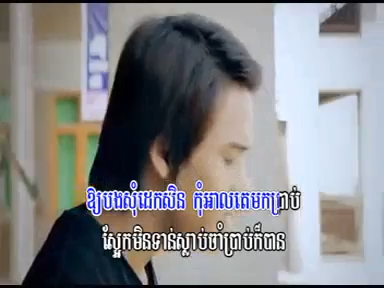 ឱ្យបងសុំដេកសិន កុំអាលតេមកប្រាប់
ស្អែកមិនទាន់ស្លាប់ចាំប្រាប់ក៏បាន